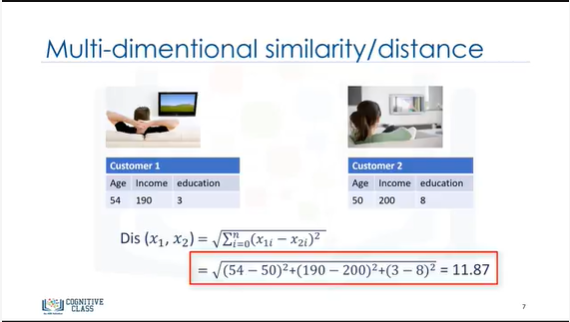 Multi-dimentional similarity/distance
Customer 1
Age Income education
54 190 3
Customer 2
Age Income education
50 200 8
Dis (x₁, x₂) = √∑ⁿᵢ₌₀(x₁ᵢ − x₂ᵢ)²
= √(54 − 50)²+(190 − 200)²+(3 − 8)² = 11.87
COGNITIVE
CLASS
7